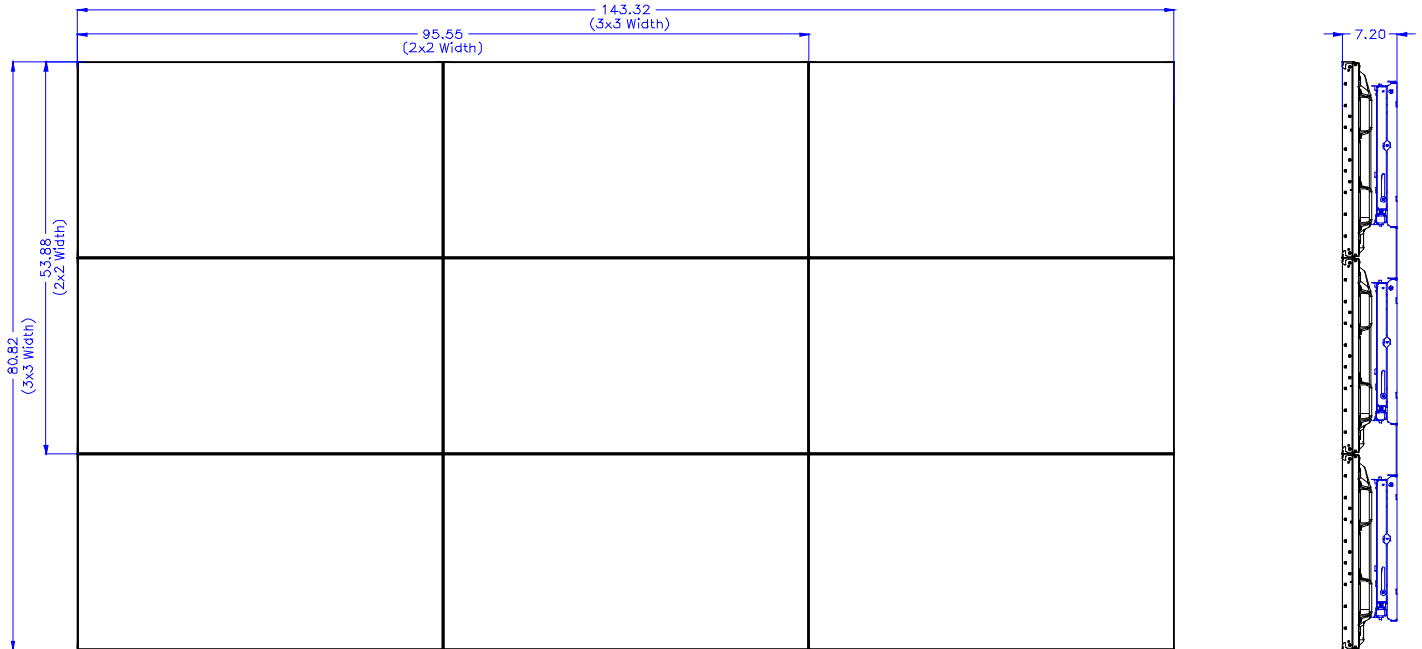 143.32
(3x3 Width)
95.55
(2x2 Width)
7.20
53.88
(2x2 Width)
80.82
(3x3 Width)